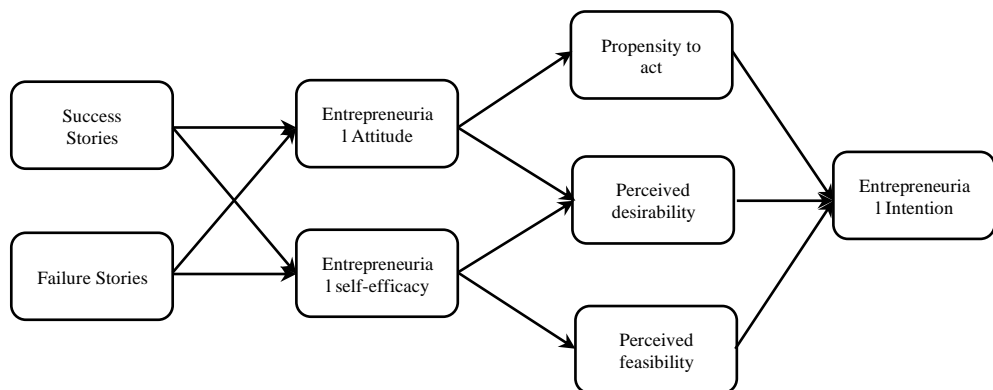 Success
Stories
Failure Stories
Entrepreneuria
l Attitude
Entrepreneuria
l self-efficacy
Propensity to
act
Perceived
desirability
Perceived
feasibility
Entrepreneuria
l Intention